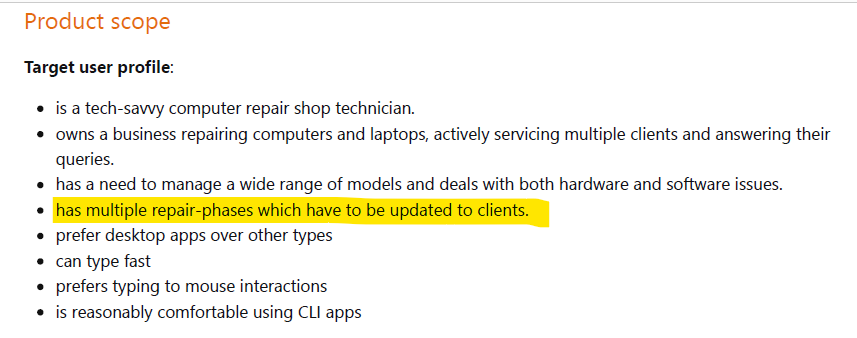 Product scope
Target user profile:
• is a tech-savvy computer repair shop technician.
• owns a business repairing computers and laptops, actively servicing multiple clients and answering their
queries.
• has a need to manage a wide range of models and deals with both hardware and software issues.
• has multiple repair-phases which have to be updated to clients.
• prefer desktop apps over other types
• can type fast
• prefers typing to mouse interactions
• is reasonably comfortable using CLI apps